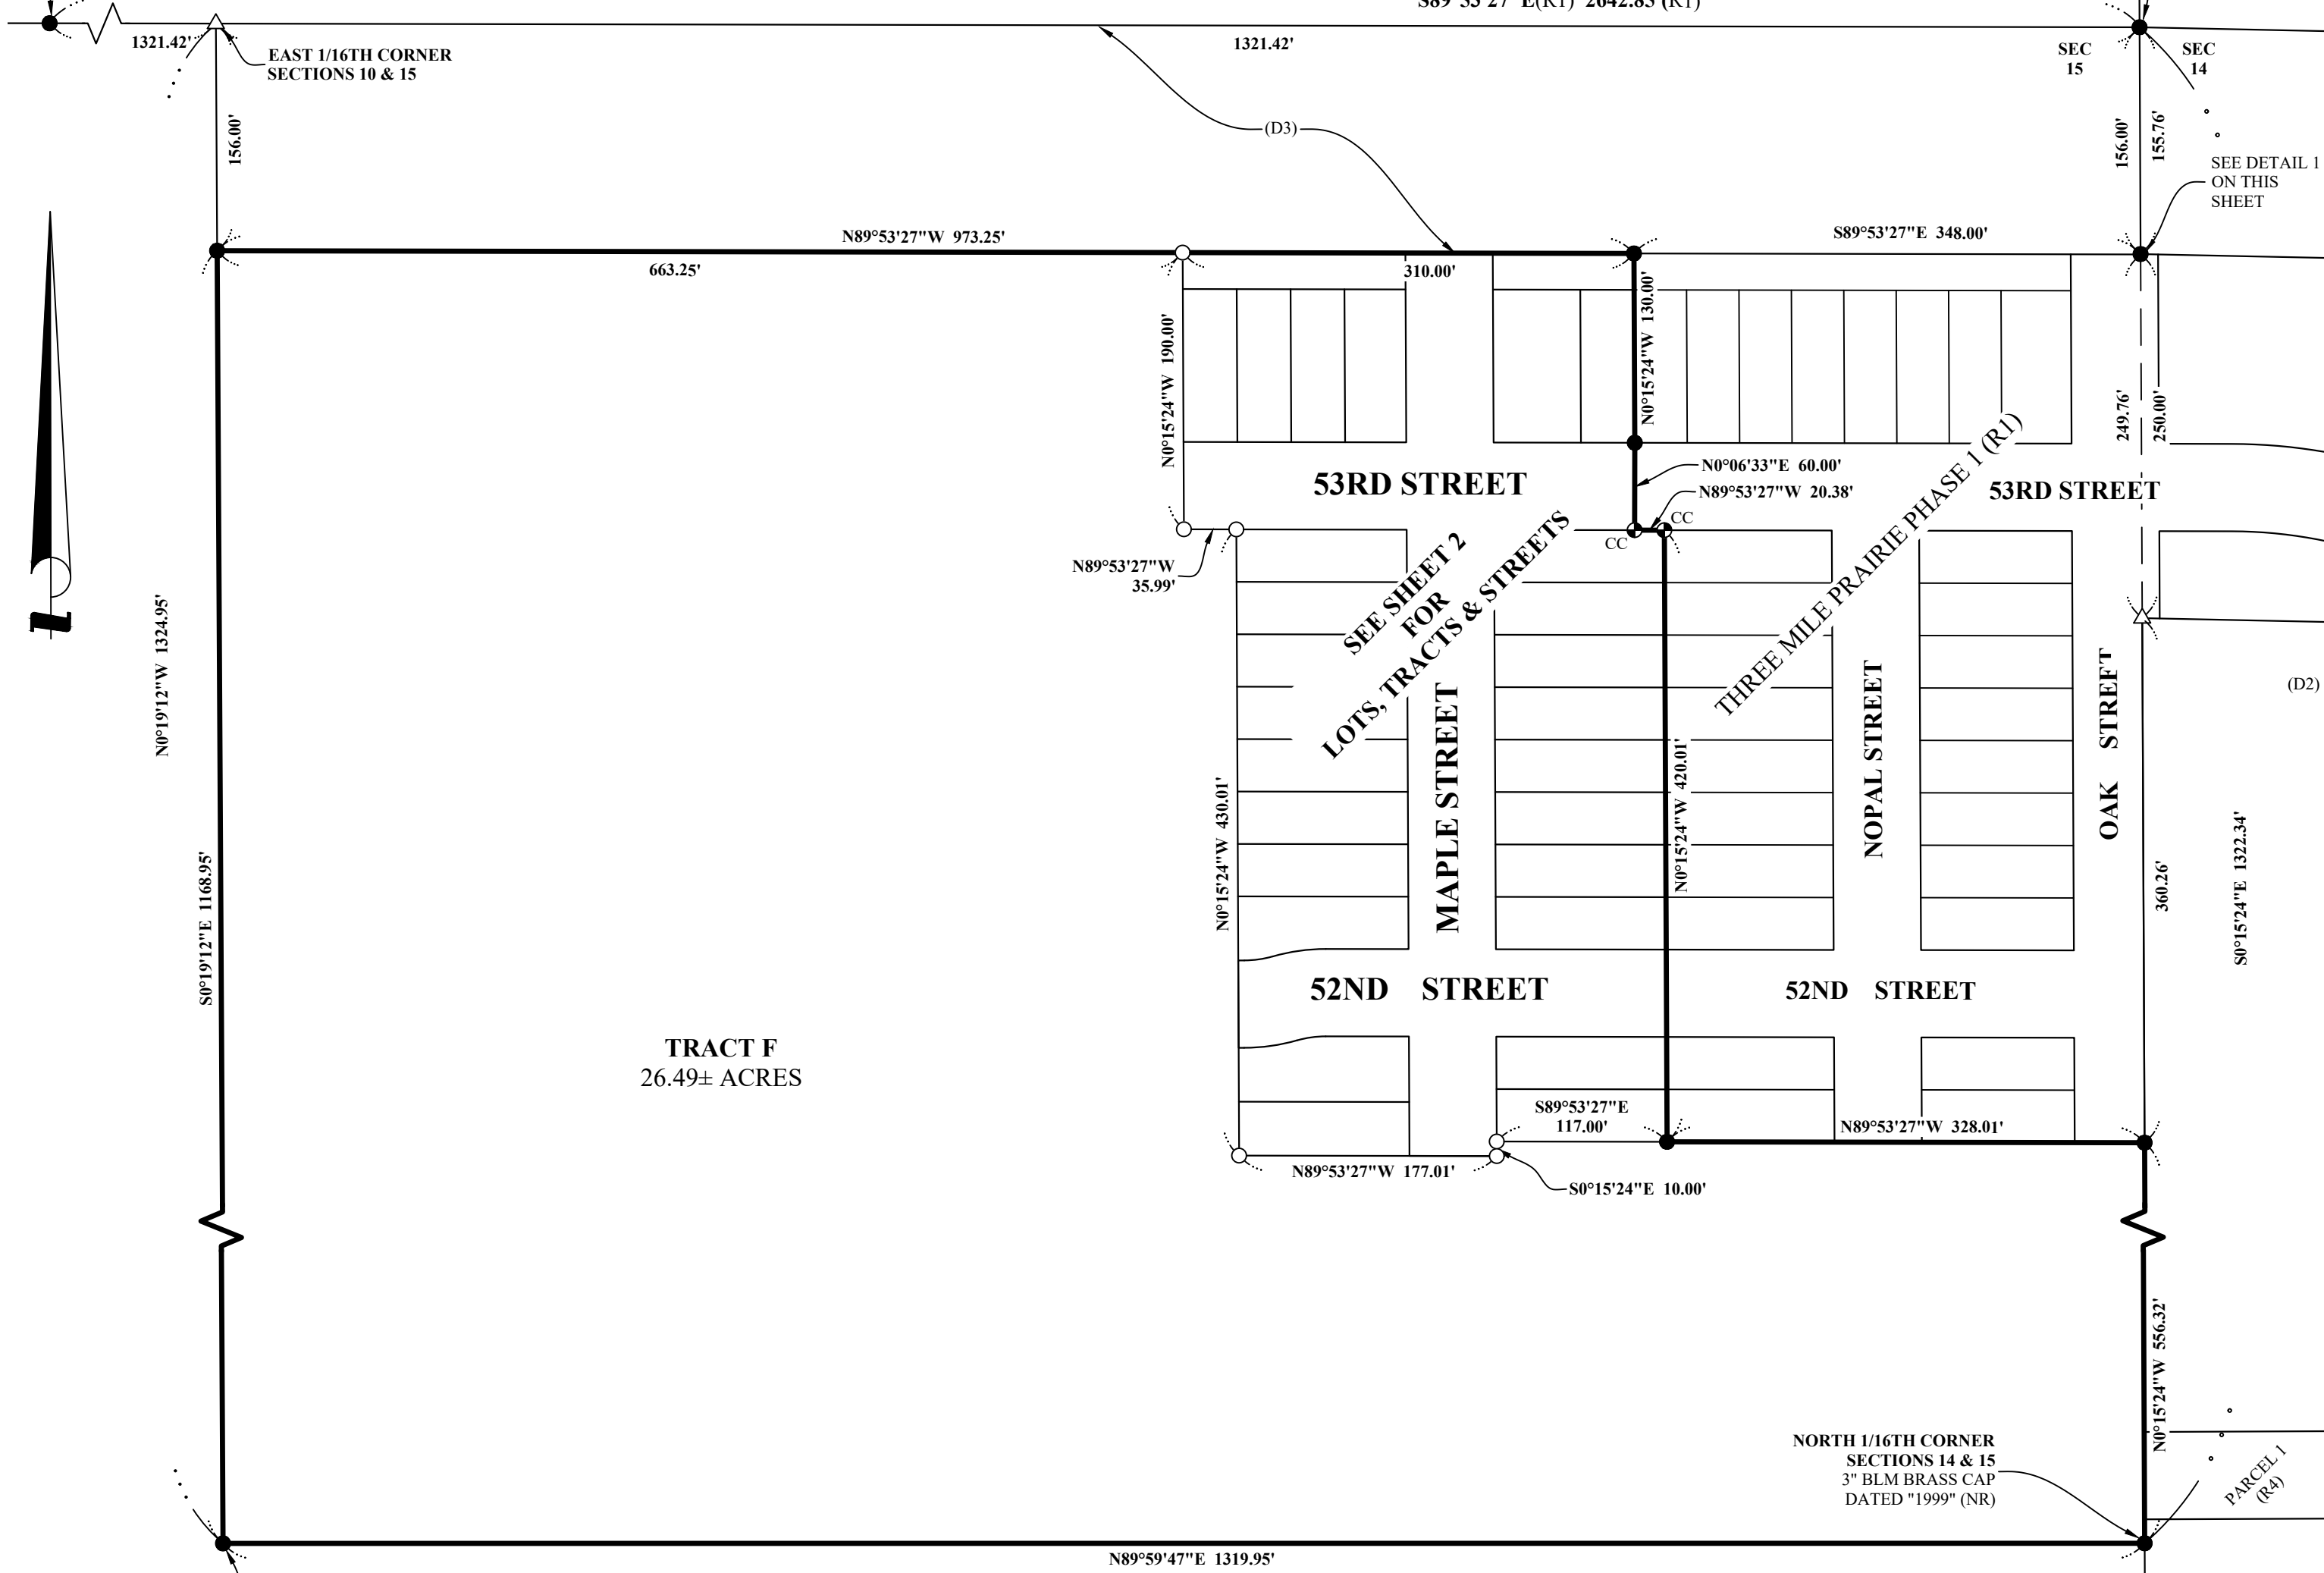 S89°53'27"E(R1) 2642.85'(R1)
1321.42'
EAST 1/16TH CORNER
SECTIONS 10 & 15
1321.42'
SEC
15
SEC
14
(D3)
156.00'
156.00'
155.76'
SEE DETAIL 1
ON THIS
SHEET
N89°53'27"W 973.25'
S89°53'27"E 348.00'
663.25'
310.00'
N0°15'24"W 190.00'
N0°15'24"W 130.00'
249.76'
250.00'
53RD STREET
N0°06'33"E 60.00'
N89°53'27"W 20.38'
53RD STREET
CC
CC
N89°53'27"W
35.99'
SEE SHEET 2
FOR
LOTS, TRACTS & STREETS
THREE MILE PRAIRIE PHASE 1 (R1)
N0°19'12"W 1324.95'
S0°19'12"E 1168.95'
N0°15'24"W 430.01'
MAPLE STREET
N0°15'24"W 420.01'
NOPAL STREET
OAK STREET
(D2)
360.26'
S0°15'24"E 1322.34'
52ND STREET
52ND STREET
TRACT F
26.49± ACRES
S89°53'27"E
117.00'
N89°53'27"W 328.01'
N89°53'27"W 177.01'
S0°15'24"E 10.00'
N0°15'24"W 556.32'
NORTH 1/16TH CORNER
SECTIONS 14 & 15
3" BLM BRASS CAP
DATED "1999" (NR)
PARCEL 1
(R4)
N89°59'47"E 1319.95'